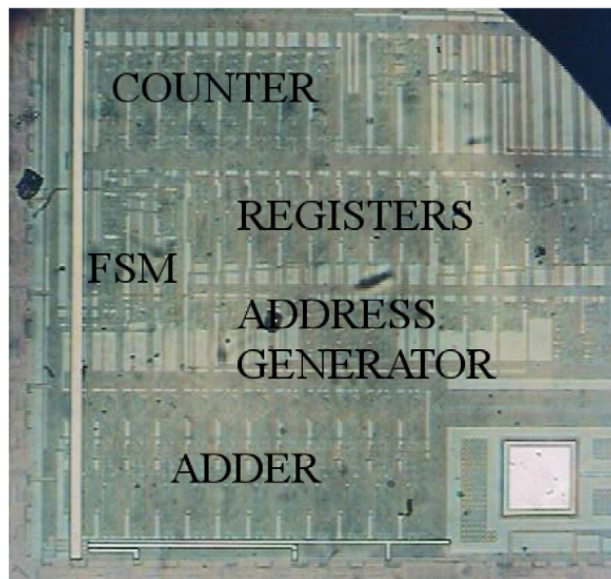 COUNTER
REGISTERS
FSM
ADDRESS
GENERATOR
ADDER